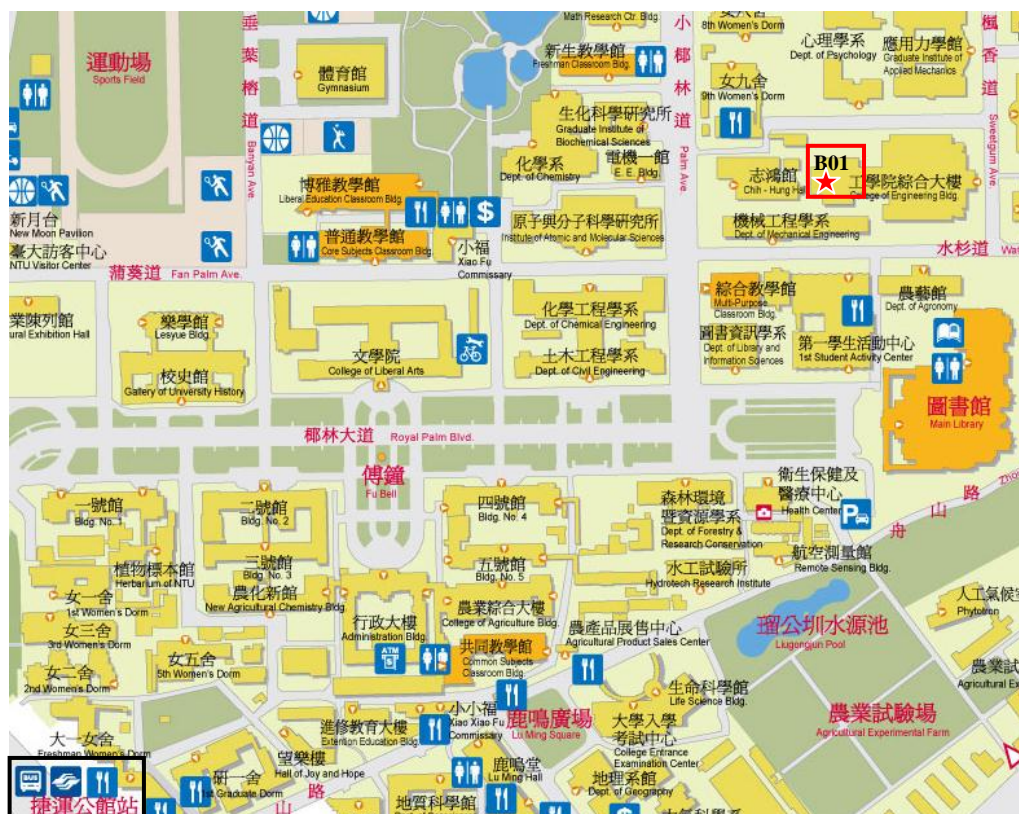 Math Research Ctr. Bldg.
小椰林道
Palm Ave.
8th Women's Dorm
心理學系
Dept. of Psychology
應用力學館
Graduate Institute of
Applied Mechanics
楓香道
Sweetgum Ave.
運動場
Sports Field
垂葉榕道
Banyan Ave.
體育館
Gymnasium
新生教學館
Freshman Classroom Bldg.
女九舍
9th Women's Dorm
生化科學研究所
Graduate Institute of
Biochemical Sciences
化學系
Dept. of Chemistry
電機一館
E. E. Bldg.
志鴻館
Chih - Hung Hall
B01
工學院綜合大樓
College of Engineering Bldg.
博雅教學館
Liberal Education Classroom Bldg.
$
普通教學館
Core Subjects Classroom Bldg.
小福
Xiao Fu
Commissary
原子與分子科學研究所
Institute of Atomic and Molecular Sciences
機械工程學系
Dept. of Mechanical Engineering
水杉道
新月台
New Moon Pavilion
臺大訪客中心
NTU Visitor Center
蒲葵道 Fan Palm Ave.
業陳列館
ural Exhibition Hall
樂學館
Lesyue Bldg.
校史館
Gallery of University History
文學院
College of Liberal Arts
化學工程學系
Dept. of Chemical Engineering
土木工程學系
Dept. of Civil Engineering
綜合教學館
Multi-Purpose
Classroom Bldg.
圖書資訊學系
Dept. of Library and
Information Sciences
第一學生活動中心
1st Student Activity Center
農藝館
Dept. of Agronomy
圖書館
Main Library
椰林大道 Royal Palm Blvd.
傅鐘
Fu Bell
一號館
Bldg. No. 1
二號館
Bldg. No. 2
三號館
Bldg. No. 3
四號館
Bldg. No. 4
五號館
Bldg. No. 5
森林環境
暨資源學系
Dept. of Forestry &
Research Conservation
衛生保健及
醫療中心
Health Center
P
舟山路
Zho
水工試驗所
Hydrotech Research Institute
航空測量館
Remote Sensing Bldg.
植物標本館
Herbarium of NTU
農化新館
New Agricultural Chemistry Bldg.
行政大樓
Administration Bldg.
ATM
$
農業綜合大樓
College of Agriculture Bldg.
共同教學館
Common Subjects
Classroom Bldg.
農產品展售中心
Agricultural Product Sales Center
瑠公圳水源池
Liugongjun Pool
人工氣候室
Phytotron
女一舍
1st Women's Dorm
女三舍
3rd Women's Dorm
女二舍
2nd Women's Dorm
女五舍
5th Women's Dorm
農業試
Agricultural Ex
農業試驗場
Agricultural Experimental Farm
生命科學館
Life Science Bldg.
大學入學
考試中心
College Entrance
Examination Center
小小福
Xiao Xiao Fu
Commissary
鹿鳴廣場
Lu Ming Square
進修教育大樓
Extention Education Bldg.
大一女舍
Freshman Women's Dorm
望樂樓
Hall of Joy and Hope
研一舍
1st Graduate Dorm
山路
鹿鳴堂
Lu Ming Hall
地理系館
Dept. of Geography
地質科學館
BUS
捷運公館站
$